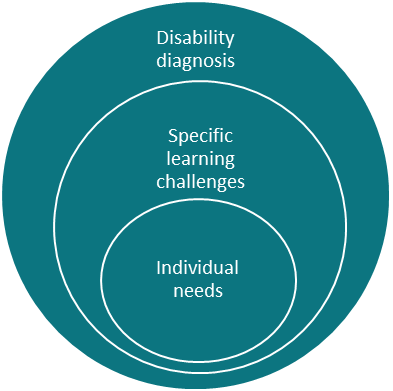 Disability
diagnosis
Specific
learning
challenges
Individual
needs